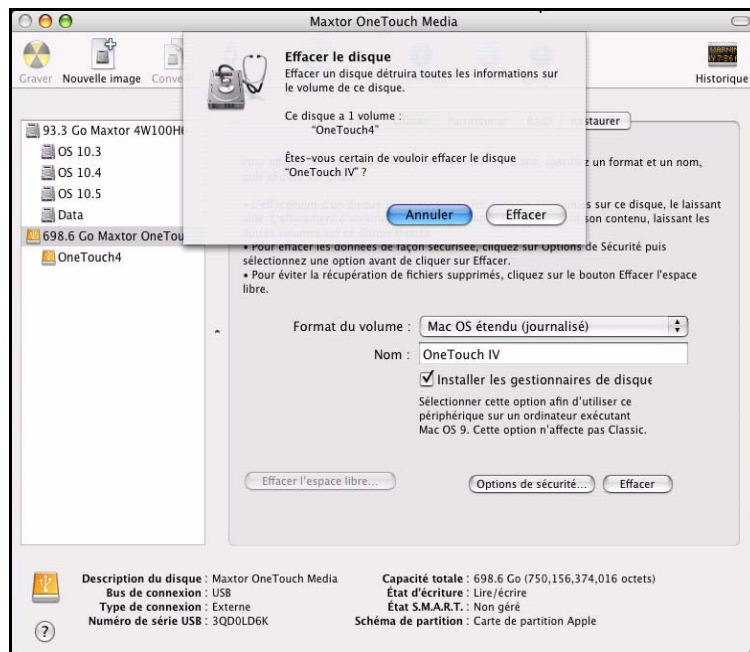 Maxtor OneTouch Media
Graver
Nouvelle image
Historique
Effacer le disque
Effacer un disque détruira toutes les informations sur
le volume de ce disque.
Ce disque a 1 volume :
“OneTouch4”
Êtes-vous certain de vouloir effacer le disque
“OneTouch IV” ?
Annuler
Effacer
93.3 Go Maxtor 4W100H
OS 10.3
OS 10.4
OS 10.5
Data
698.6 Go Maxtor OneTou
OneTouch4
z un format et un nom,
sur ce disque, le laissant
son contenu, laissant les
• Pour effacer les données de façon sécurisée, cliquez sur Options de Sécurité puis
sélectionnez une option avant de cliquer sur Effacer.
• Pour éviter la récupération de fichiers supprimés, cliquez sur le bouton Effacer l'espace
libre.
Format du volume : Mac OS étendu (journalisé)
Nom : OneTouch IV
Installer les gestionnaires de disque
Sélectionner cette option afin d'utiliser ce
périphérique sur un ordinateur exécutant
Mac OS 9. Cette option n'affecte pas Classic.
Effacer l'espace libre...
Options de sécurité...
Effacer
Description du disque : Maxtor OneTouch Media
Bus de connexion : USB
Type de connexion : Externe
Numéro de série USB : 3QD0LD6K
Capacité totale : 698.6 Go (750,156,374,016 octets)
État d'écriture : Lire/écrire
État S.M.A.R.T. : Non géré
Schéma de partition : Carte de partition Apple